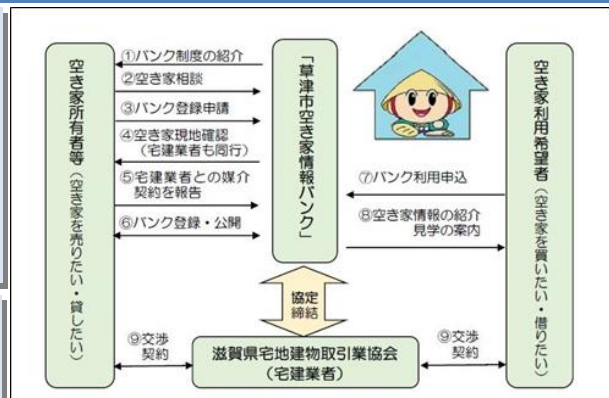 空き家所有者等（空き家を売りたい・貸したい）
①バンク制度の紹介
②空き家相談
③バンク登録申請
④空き家現地確認
（宅建業者も同行）
⑤宅建業者との媒介
契約を報告
⑥バンク登録・公開
「草津市空き家情報バンク」
⑦バンク利用申込
⑧空き家情報の紹介
見学の案内
空き家利用希望者（空き家を買いたい・借りたい）
協定
締結
⑨交渉
契約
滋賀県宅地建物取引業協会
（宅建業者）
⑨交渉
契約